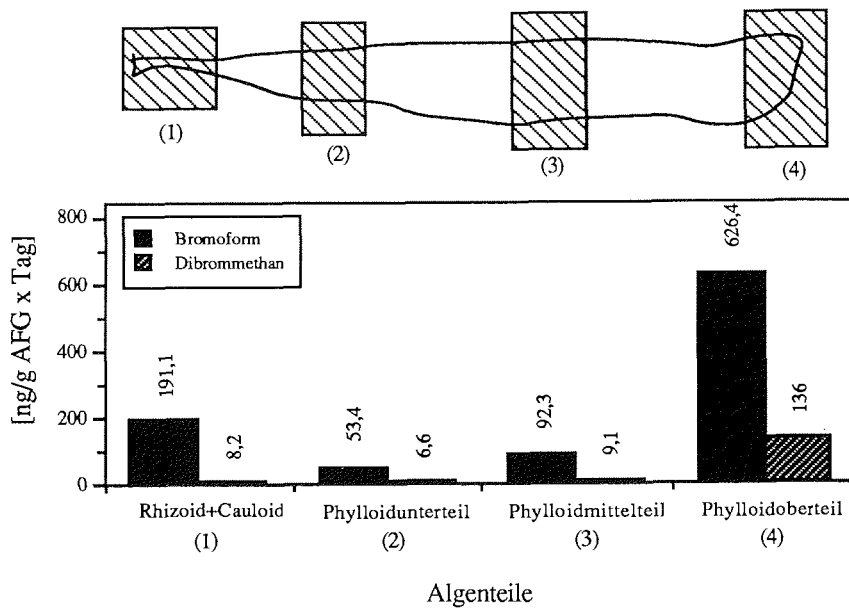 (1)
(2)
(3)
(4)
[ng/g AFG x Tag]
800
600
400
200
0
Bromoform
Dibrommethan
191,1
8,2
53,4
6,6
92,3
9,1
626,4
136
Rhizoid+Cauloid
Phylloidunterteil
Phylloidmittelteil
Phylloidoberteil
(1)
(2)
(3)
(4)
Algenteile